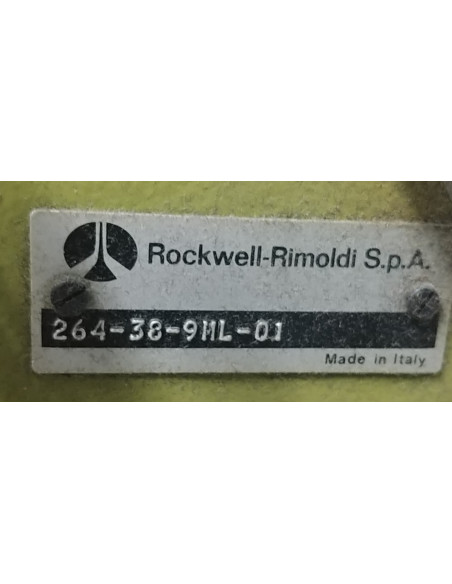 Rockwell-Rimoldi S.p.A.
264-38-9ML-01
Made in Italy